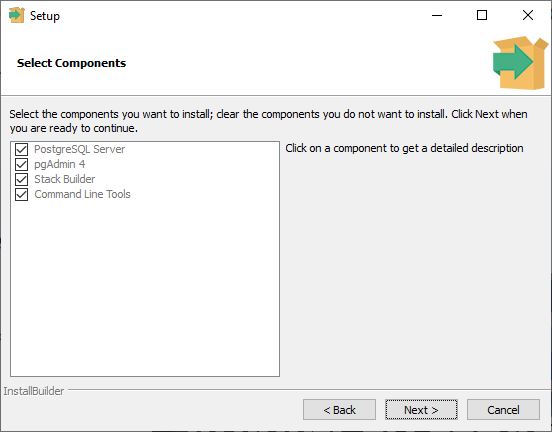 Setup
Select Components
Select the components you want to install; clear the components you do not want to install. Click Next when
you are ready to continue.
PostgreSQL Server
pgAdmin 4
Stack Builder
Command Line Tools
Click on a component to get a detailed description
InstallBuilder
< Back
Next >
Cancel